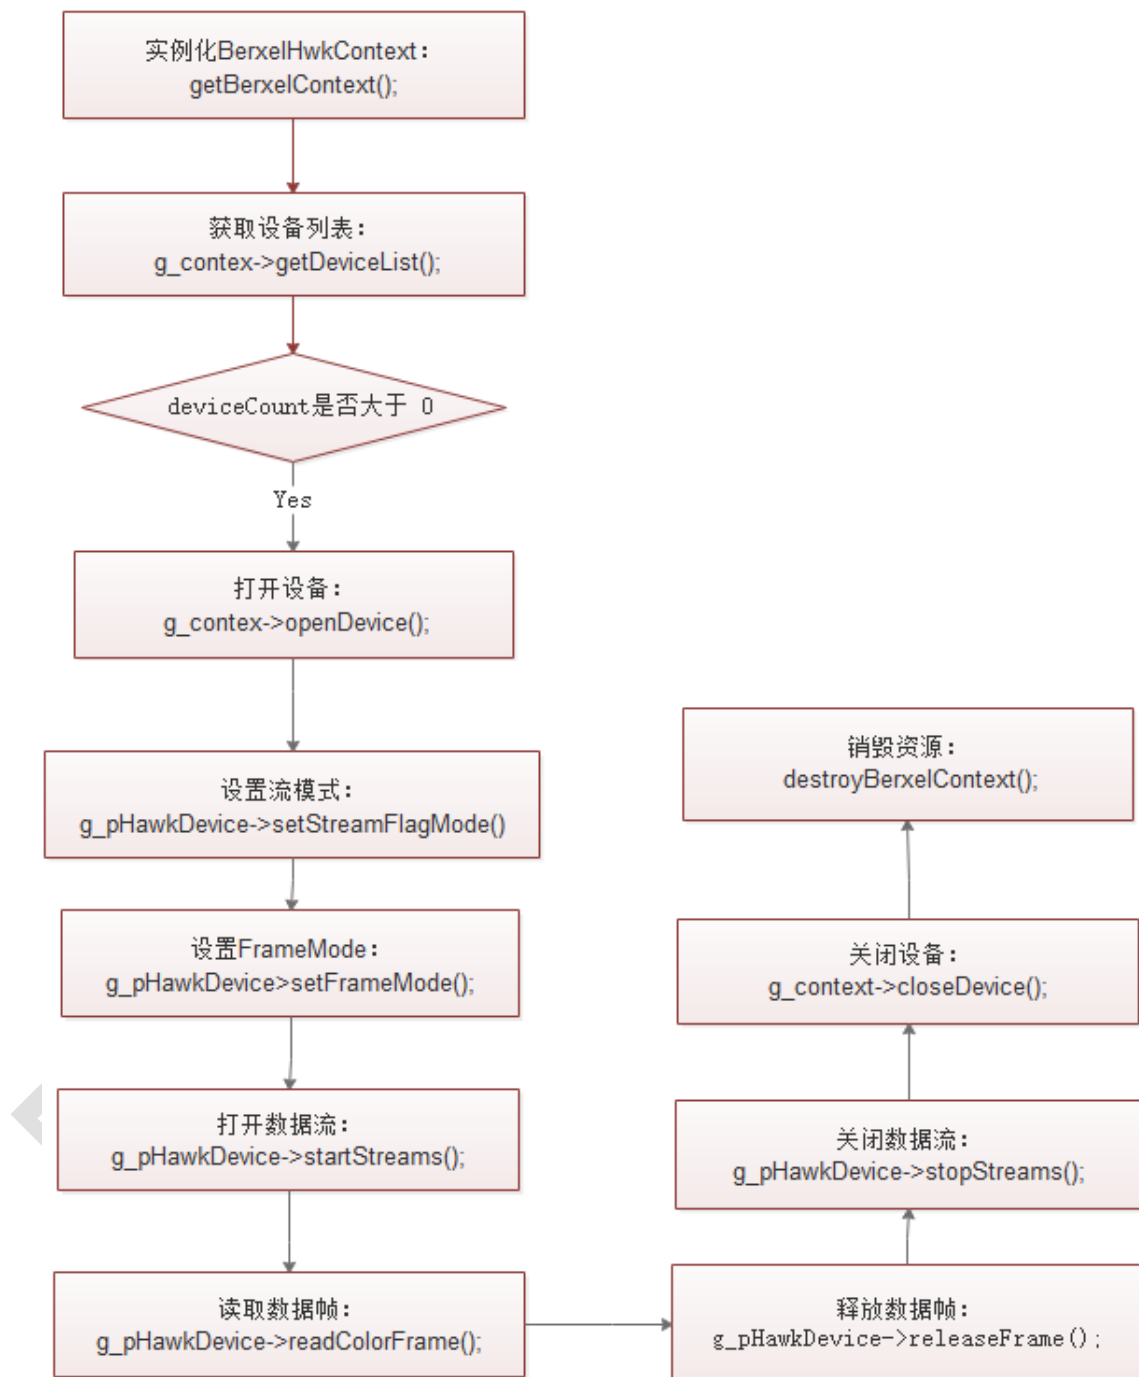 实例化BerxelHwkContext：
getBerxelContext();
获取设备列表：
g_contex->getDeviceList();
deviceCount是否大于 0
Yes
打开设备：
g_contex->openDevice();
设置流模式：
g_pHawkDevice->setStreamFlagMode()
设置FrameMode：
g_pHawkDevice>setFrameMode();
打开数据流：
g_pHawkDevice->startStreams();
读取数据帧：
g_pHawkDevice->readColorFrame();
释放数据帧：
g_pHawkDevice->releaseFrame();
关闭数据流：
g_pHawkDevice->stopStreams();
关闭设备：
g_context->closeDevice();
销毁资源：
destroyBerxelContext();